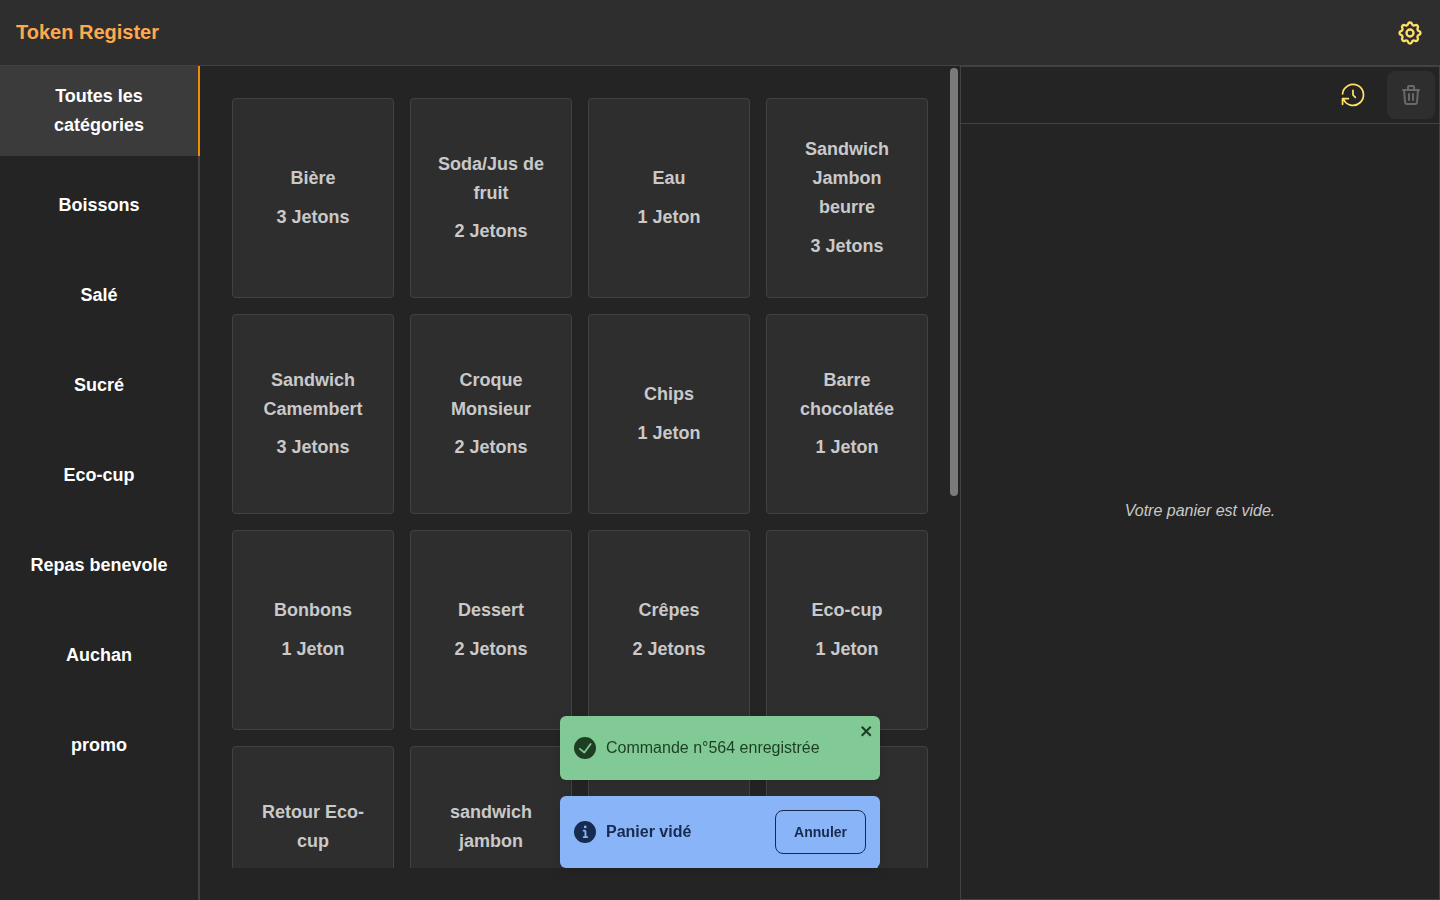 Token Register
Toutes les
catégories
Boissons
Salé
Sucré
Eco-cup
Repas benevole
Auchan
promo
Bière
3 Jetons
Soda/Jus de
fruit
2 Jetons
Eau
1 Jeton
Sandwich
Jambon
beurre
3 Jetons
Sandwich
Camembert
3 Jetons
Croque
Monsieur
2 Jetons
Chips
1 Jeton
Barre
chocolatée
1 Jeton
Bonbons
1 Jeton
Dessert
2 Jetons
Crêpes
2 Jetons
Eco-cup
1 Jeton
Retour Eco-
cup
sandwich
jambon
Commande n°564 enregistrée
Panier vidé
Annuler
Votre panier est vide.